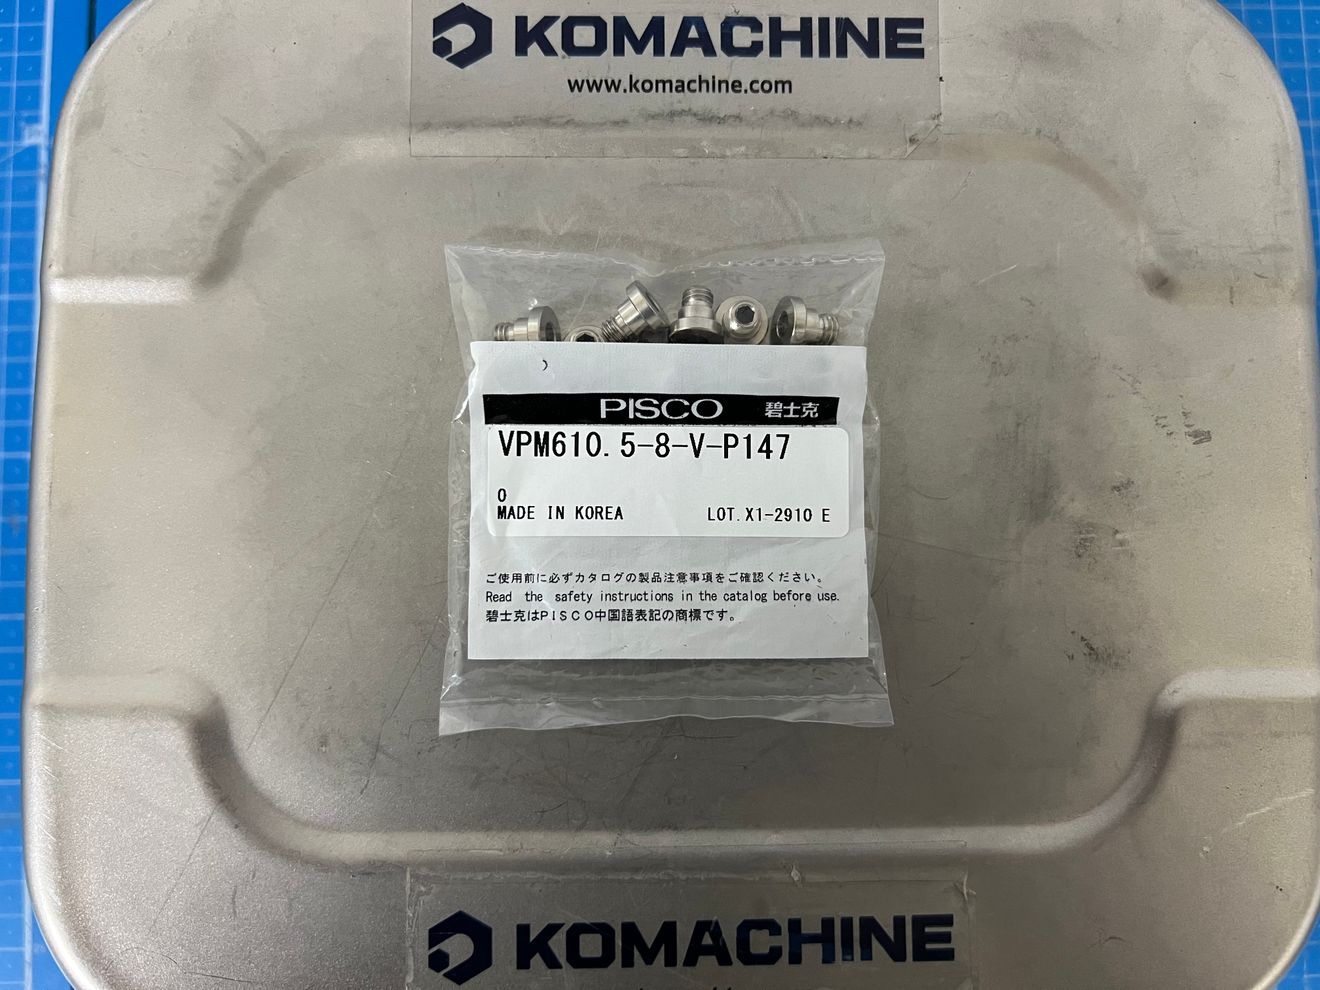 KOMACHINE
www.komachine.com
PISCO 碧士克
VPM610.5-8-V-P147
0
MADE IN KOREA LOT.X1-2910 E
ご使用前に必ずカタログの製品注意事項をご確認ください。
Read the safety instructions in the catalog before use.
碧士克はPISCO中国語表記の商標です。
KOMACHINE